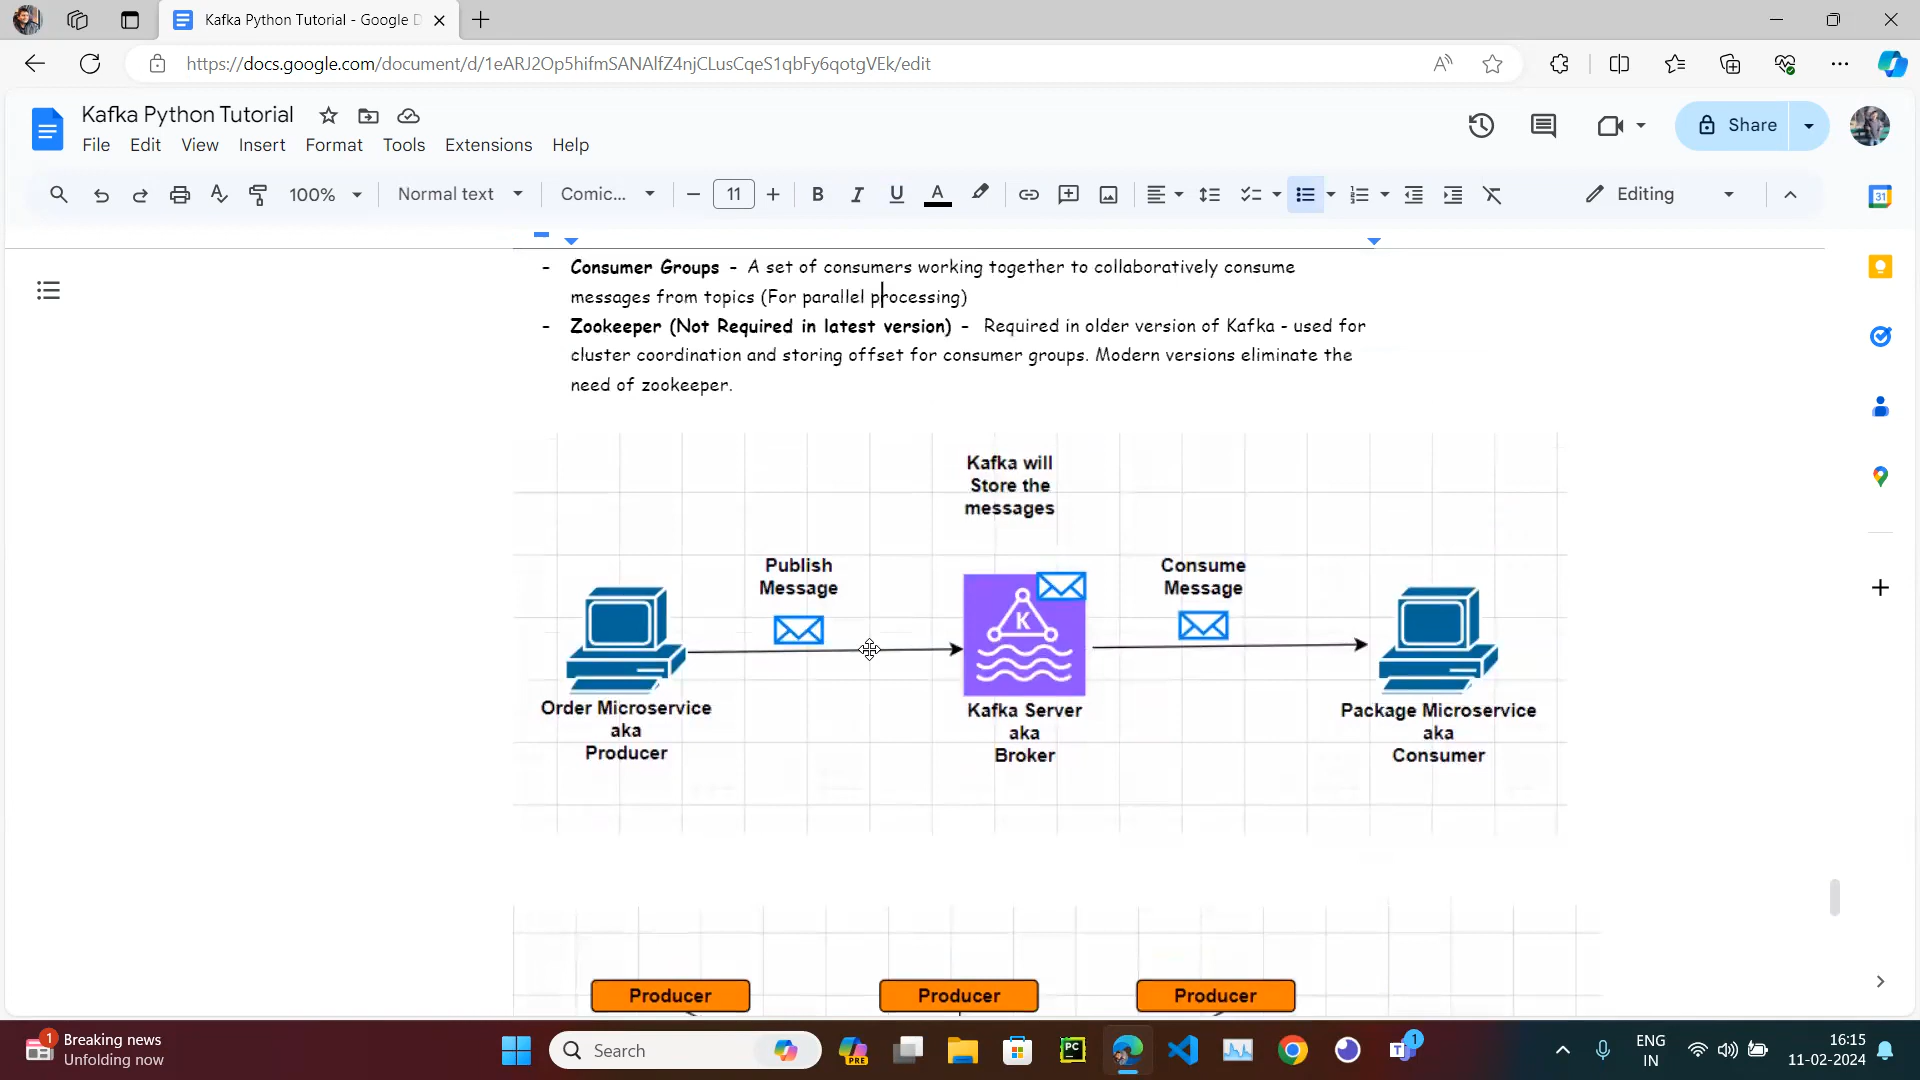 Kafka Python Tutorial - Google D
https://docs.google.com/document/d/1eARJ2Op5hifmSANAlfZ4njCLusCqeS1qbFy6qotgVEk/edit
Kafka Python Tutorial
Share
File Edit View Insert Format Tools Extensions Help
100% Normal text Comic... 11 B I U A Editing
31
- Consumer Groups - A set of consumers working together to collaboratively consume
messages from topics (For parallel processing)
- Zookeeper (Not Required in latest version) - Required in older version of Kafka - used for
cluster coordination and storing offset for consumer groups. Modern versions eliminate the
need of zookeeper.
Kafka will
Store the
messages
Publish
Message
Consume
Message
K
Order Microservice
aka
Producer
Kafka Server
aka
Broker
Package Microservice
aka
Consumer
Producer Producer Producer
1
Breaking news
Unfolding now
Search
PRE
PC
1
ENG
IN
16:15
11-02-2024